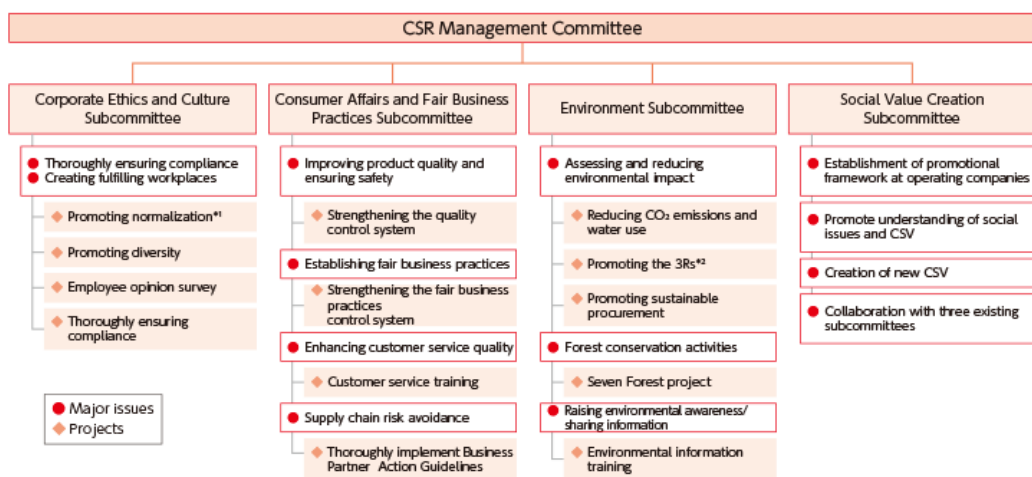 CSR Management Committee
Corporate Ethics and Culture
Subcommittee
Thoroughly ensuring compliance
Creating fulfilling workplaces
Promoting normalization*1
Promoting diversity
Employee opinion survey
Thoroughly ensuring
compliance
Major issues
Projects
Consumer Affairs and Fair Business
Practices Subcommittee
Improving product quality and
ensuring safety
Strengthening the quality
control system
Establishing fair business practices
Strengthening the fair business
practices
control system
Enhancing customer service quality
Customer service training
Supply chain risk avoidance
Thoroughly implement Business
Partner Action Guidelines
Environment Subcommittee
Assessing and reducing
environmental impact
Reducing CO₂ emissions and
water use
Promoting the 3Rs*2
Promoting sustainable
procurement
Forest conservation activities
Seven Forest project
Raising environmental awareness/
sharing information
Environmental information
training
Social Value Creation
Subcommittee
Establishment of promotional
framework at operating companies
Promote understanding of social
issues and CSV
Creation of new CSV
Collaboration with three existing
subcommittees